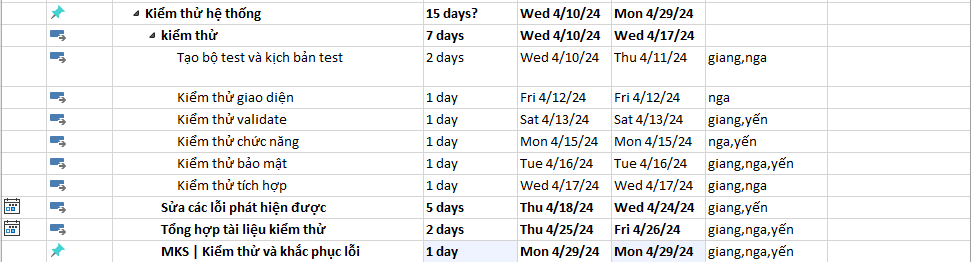 Kiểm thử hệ thống 15 days? Wed 4/10/24 Mon 4/29/24
kiểm thử 7 days Wed 4/10/24 Wed 4/17/24
Tạo bộ test và kịch bản test 2 days Wed 4/10/24 Thu 4/11/24 giang,nga
Kiểm thử giao diện 1 day Fri 4/12/24 Fri 4/12/24 nga
Kiểm thử validate 1 day Sat 4/13/24 Sat 4/13/24 giang,yến
Kiểm thử chức năng 1 day Mon 4/15/24 Mon 4/15/24 nga,yến
Kiểm thử bảo mật 1 day Tue 4/16/24 Tue 4/16/24 giang,nga,yến
Kiểm thử tích hợp 1 day Wed 4/17/24 Wed 4/17/24 giang,nga
Sửa các lỗi phát hiện được 5 days Thu 4/18/24 Wed 4/24/24 giang,yến
Tổng hợp tài liệu kiểm thử 2 days Thu 4/25/24 Fri 4/26/24 giang,nga,yến
MKS | Kiểm thử và khắc phục lỗi 1 day Mon 4/29/24 Mon 4/29/24 giang,nga,yến